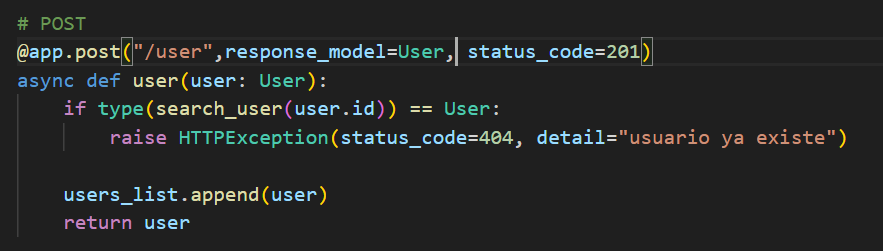 # POST
@app.post("/user",response_model=User, status_code=201)
async def user(user: User):
    if type(search_user(user.id)) == User:
        raise HTTPException(status_code=404, detail="usuario ya existe")

    users_list.append(user)
    return user